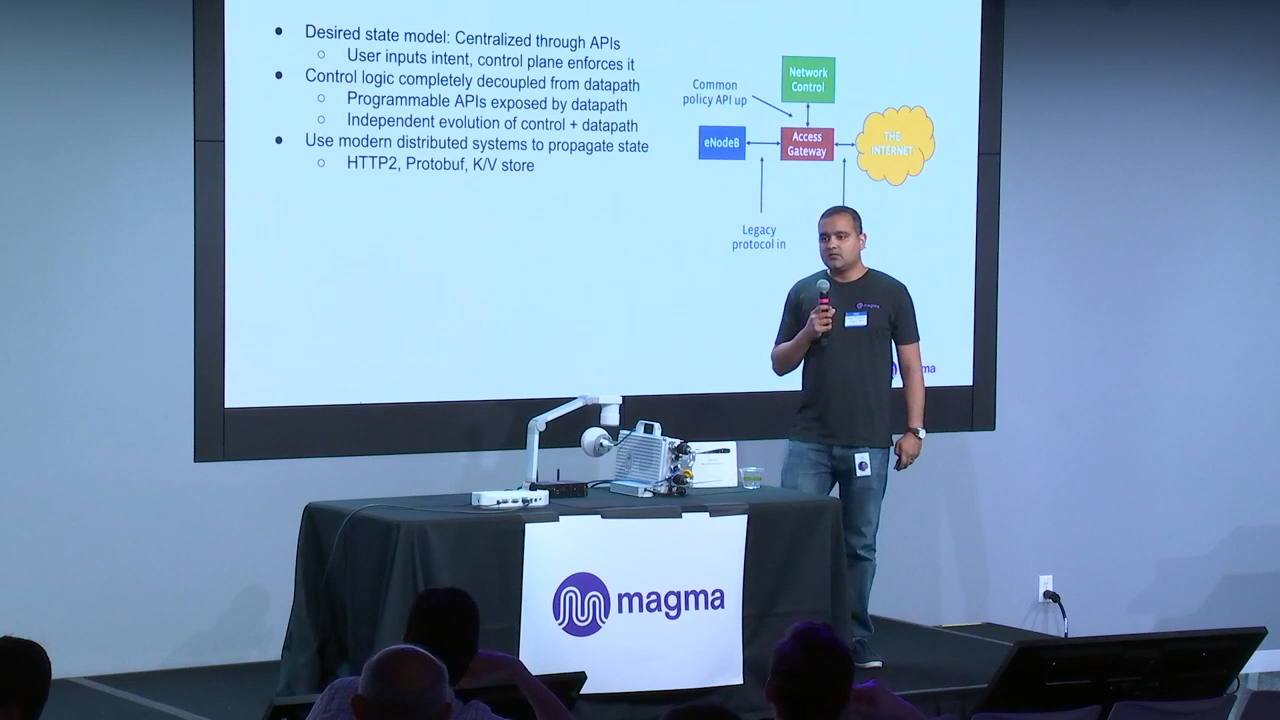 Desired state model: Centralized through APIs
User inputs intent, control plane enforces it
Control logic completely decoupled from datapath
Programmable APIs exposed by datapath
Independent evolution of control + datapath
Use modern distributed systems to propagate state
HTTP2, Protobuf, K/V store
Network
Control
Common
policy API up
eNodeB
Access
Gateway
THE
INTERNET
Legacy
protocol in
magma
magma